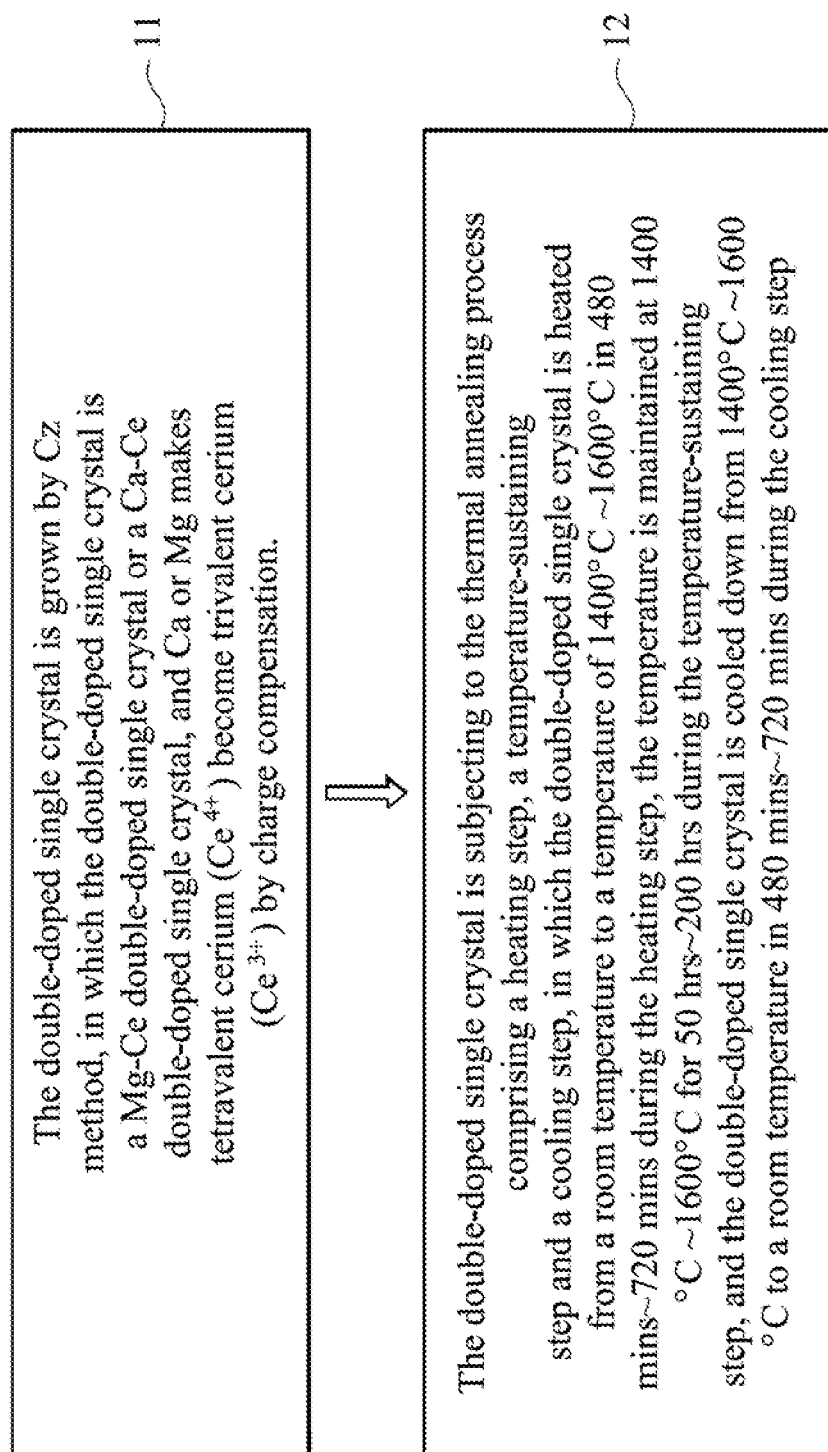 The double-doped single crystal is grown by Cz
method, in which the double-doped single crystal is
a Mg-Ce double-doped single crystal or a Ca-Ce
double-doped single crystal, and Ca or Mg makes
tetravalent cerium (Ce⁴⁺) become trivalent cerium
(Ce³⁺) by charge compensation.
11
The double-doped single crystal is subjecting to the thermal annealing process
comprising a heating step, a temperature-sustaining
step and a cooling step, in which the double-doped single crystal is heated
from a room temperature to a temperature of 1400°C ~1600°C in 480
mins~720 mins during the heating step, the temperature is maintained at 1400
°C ~1600°C for 50 hrs~200 hrs during the temperature-sustaining
step, and the double-doped single crystal is cooled down from 1400°C ~1600
°C to a room temperature in 480 mins~720 mins during the cooling step
12